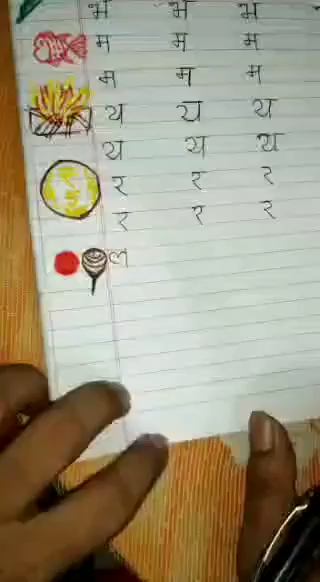 भ भ भ
म म म
म म म
य य य
य य य
र र र
र र र
ल